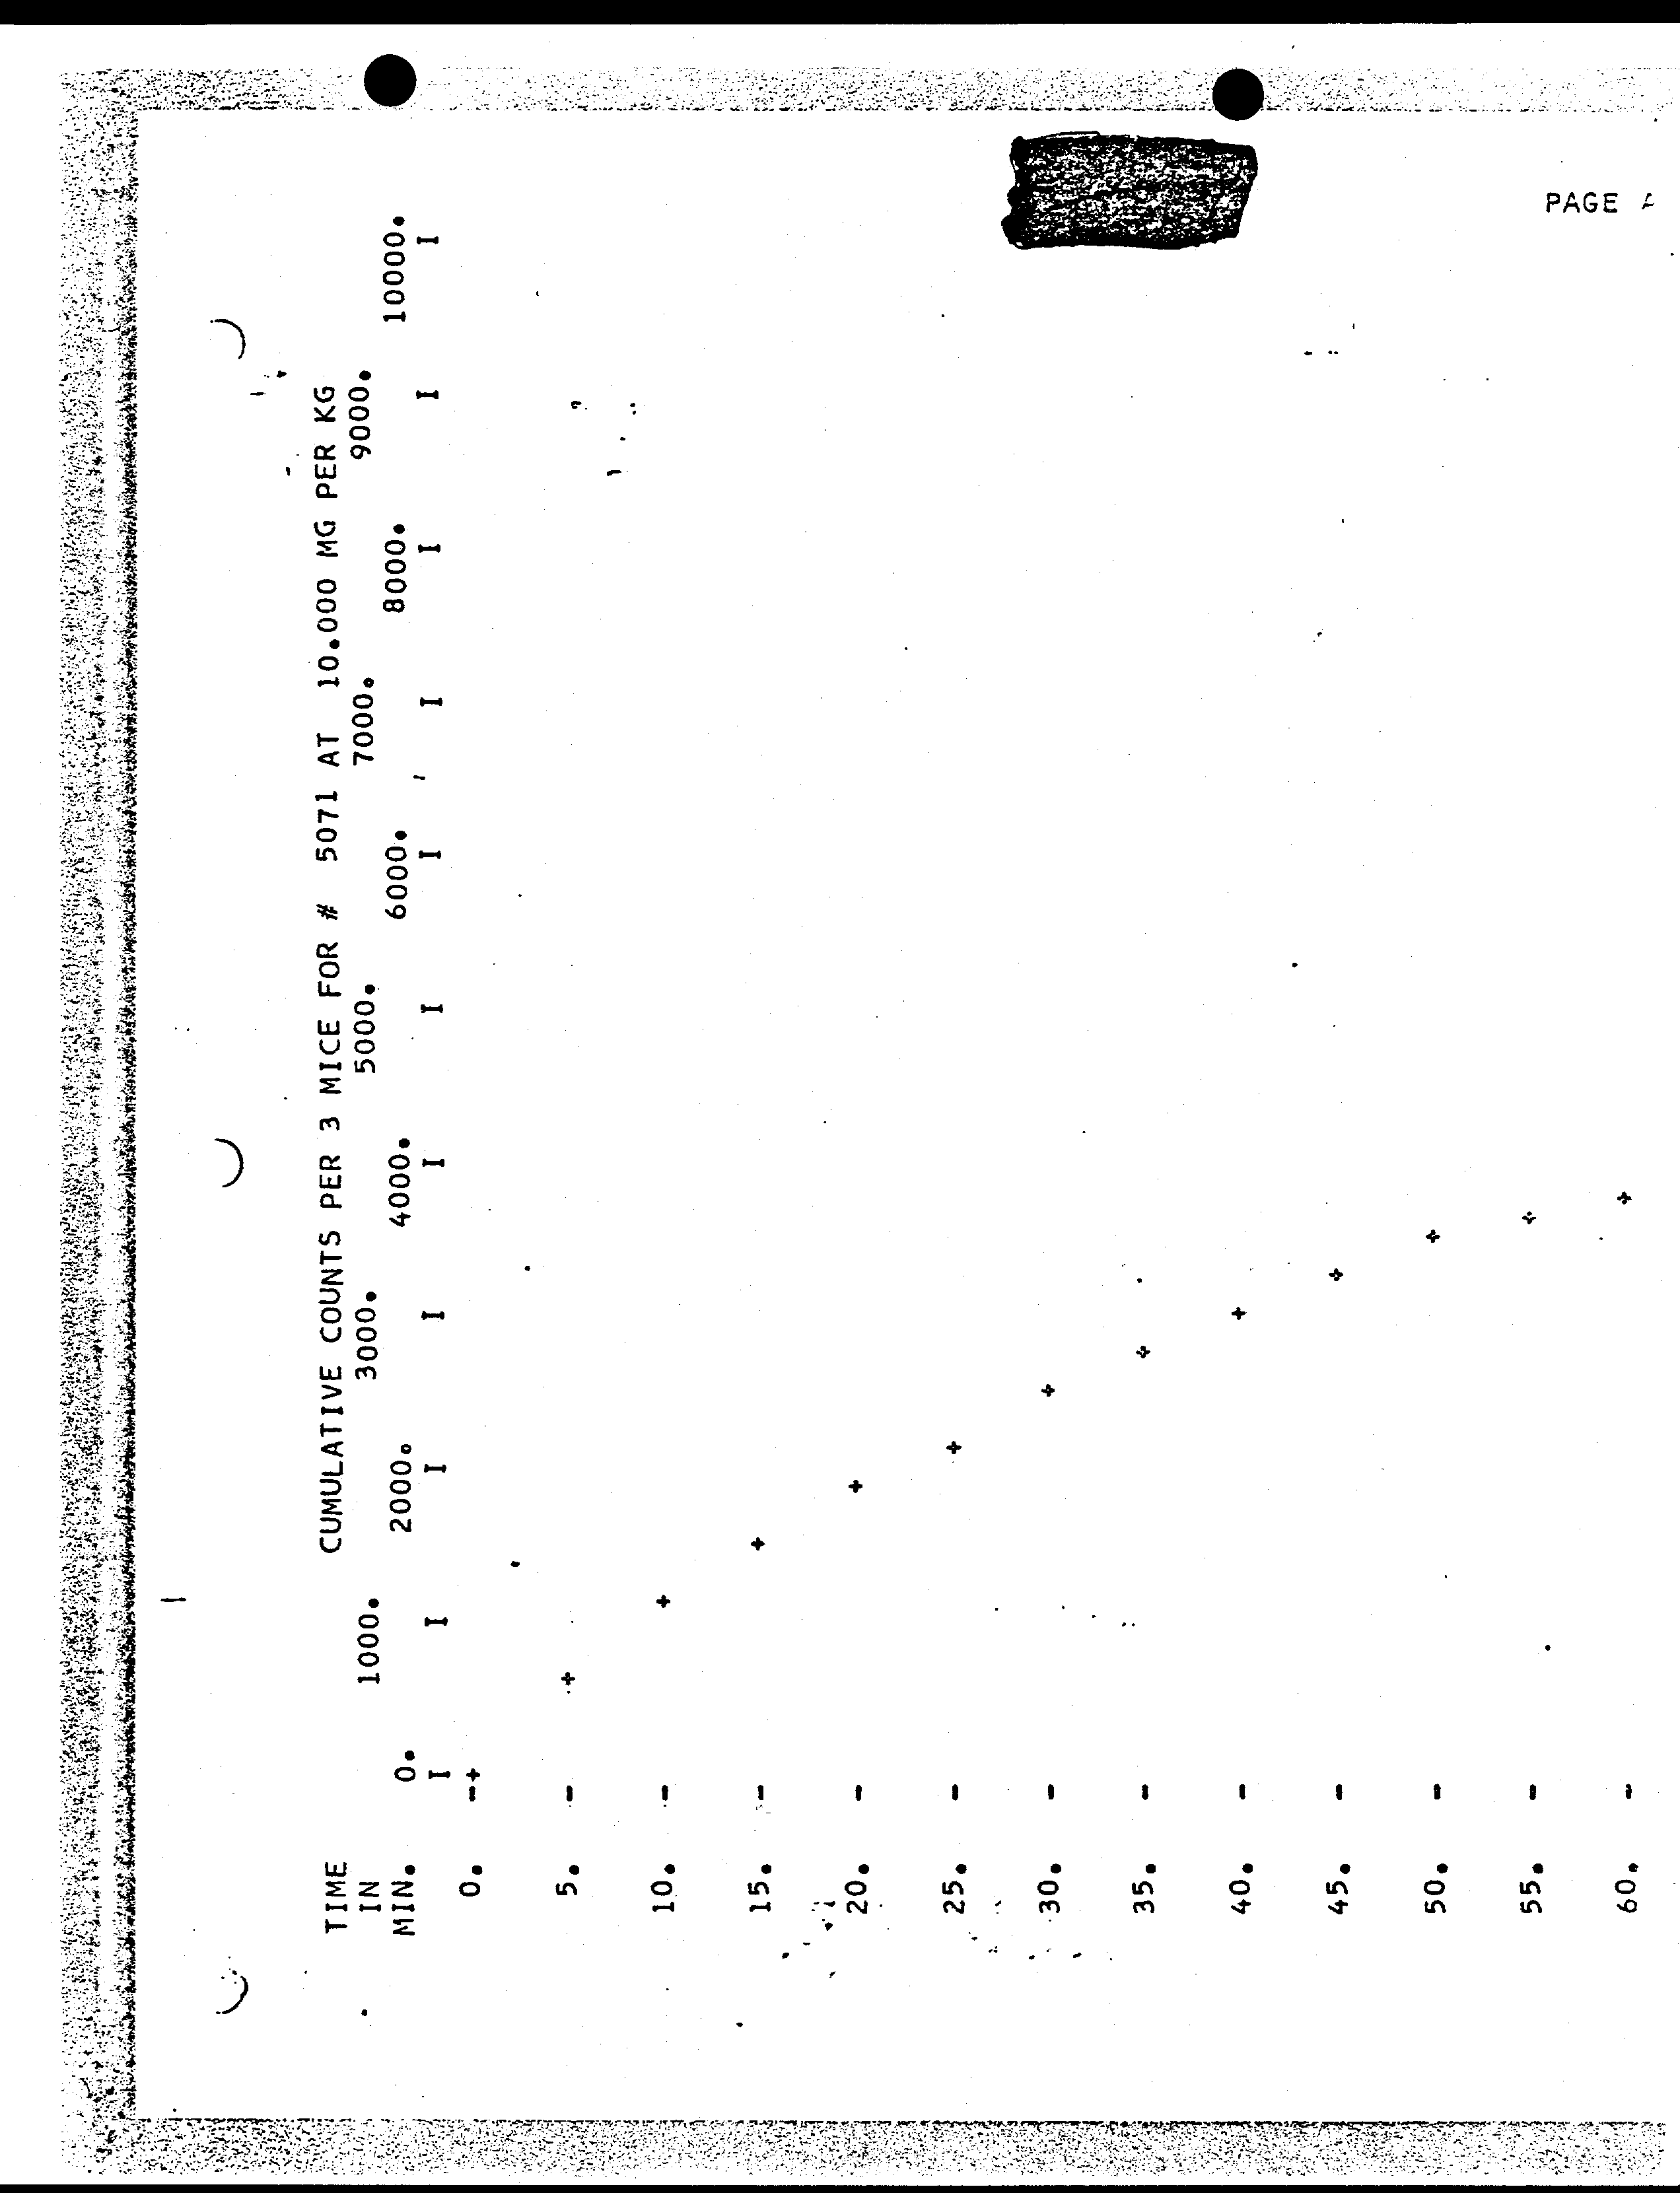 PAGE
CUMULATIVE COUNTS PER 3 MICE FOR # 5071 AT 10.000 MG PER KG
TIME
IN 1000. 3000. 5000. 7000. 9000.
MIN. 0. 2000. 4000. 6000. 8000. 10000.
I I I I I I I I I I I
0. -+
5. - +
10. - +
15. - +
20. - +
25. - +
30. - +
35. - +
40. - +
45. - +
50. - +
55. - +
60. - +